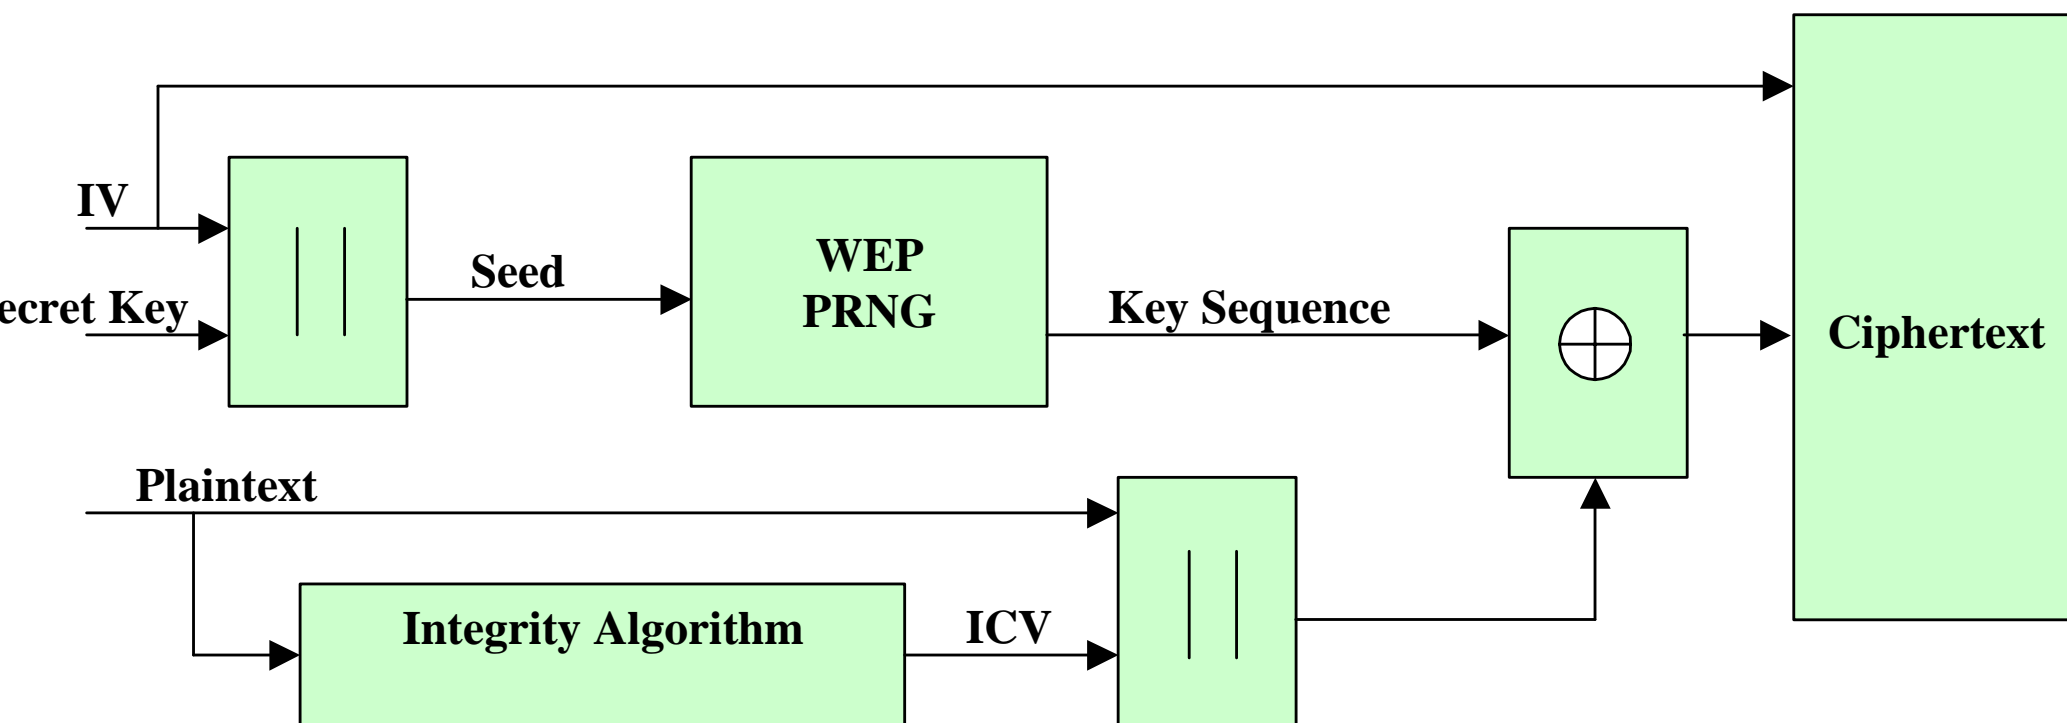 IV
Seed
WEP
PRNG
ecret Key
Key Sequence
Ciphertext
Plaintext
Integrity Algorithm
ICV